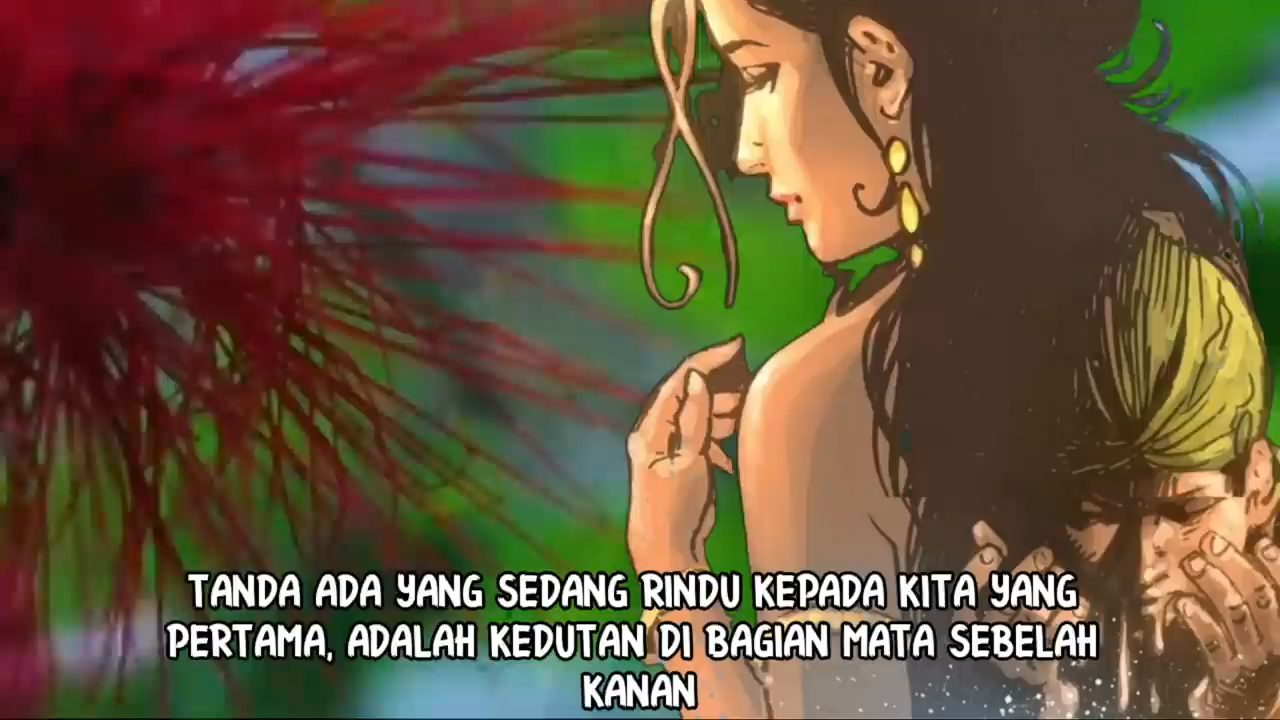 TANDA ADA YANG SEDANG RINDU KEPADA KITA YANG
PERTAMA, ADALAH KEDUTAN DI BAGIAN MATA SEBELAH
KANAN